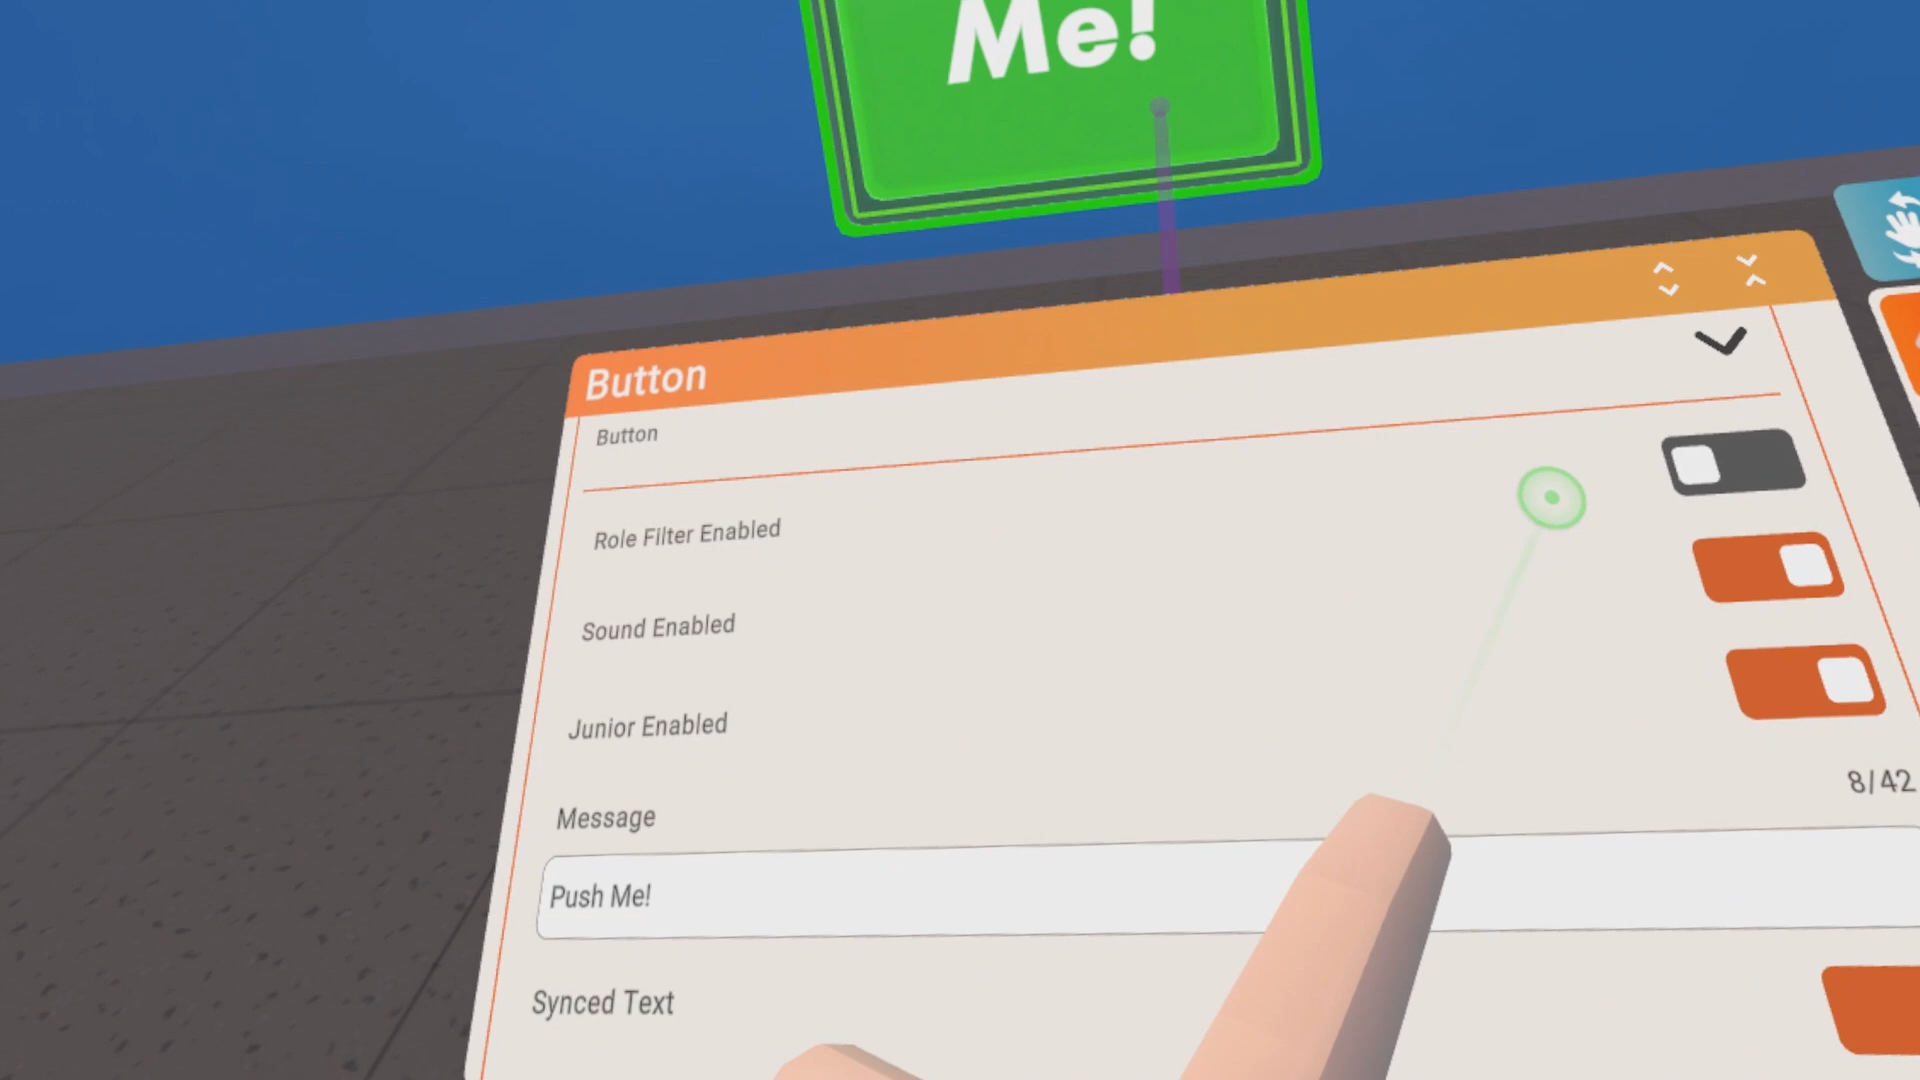 Me!
Button
Button
Role Filter Enabled
Sound Enabled
Junior Enabled
Message
8/42
Push Me!
Synced Text